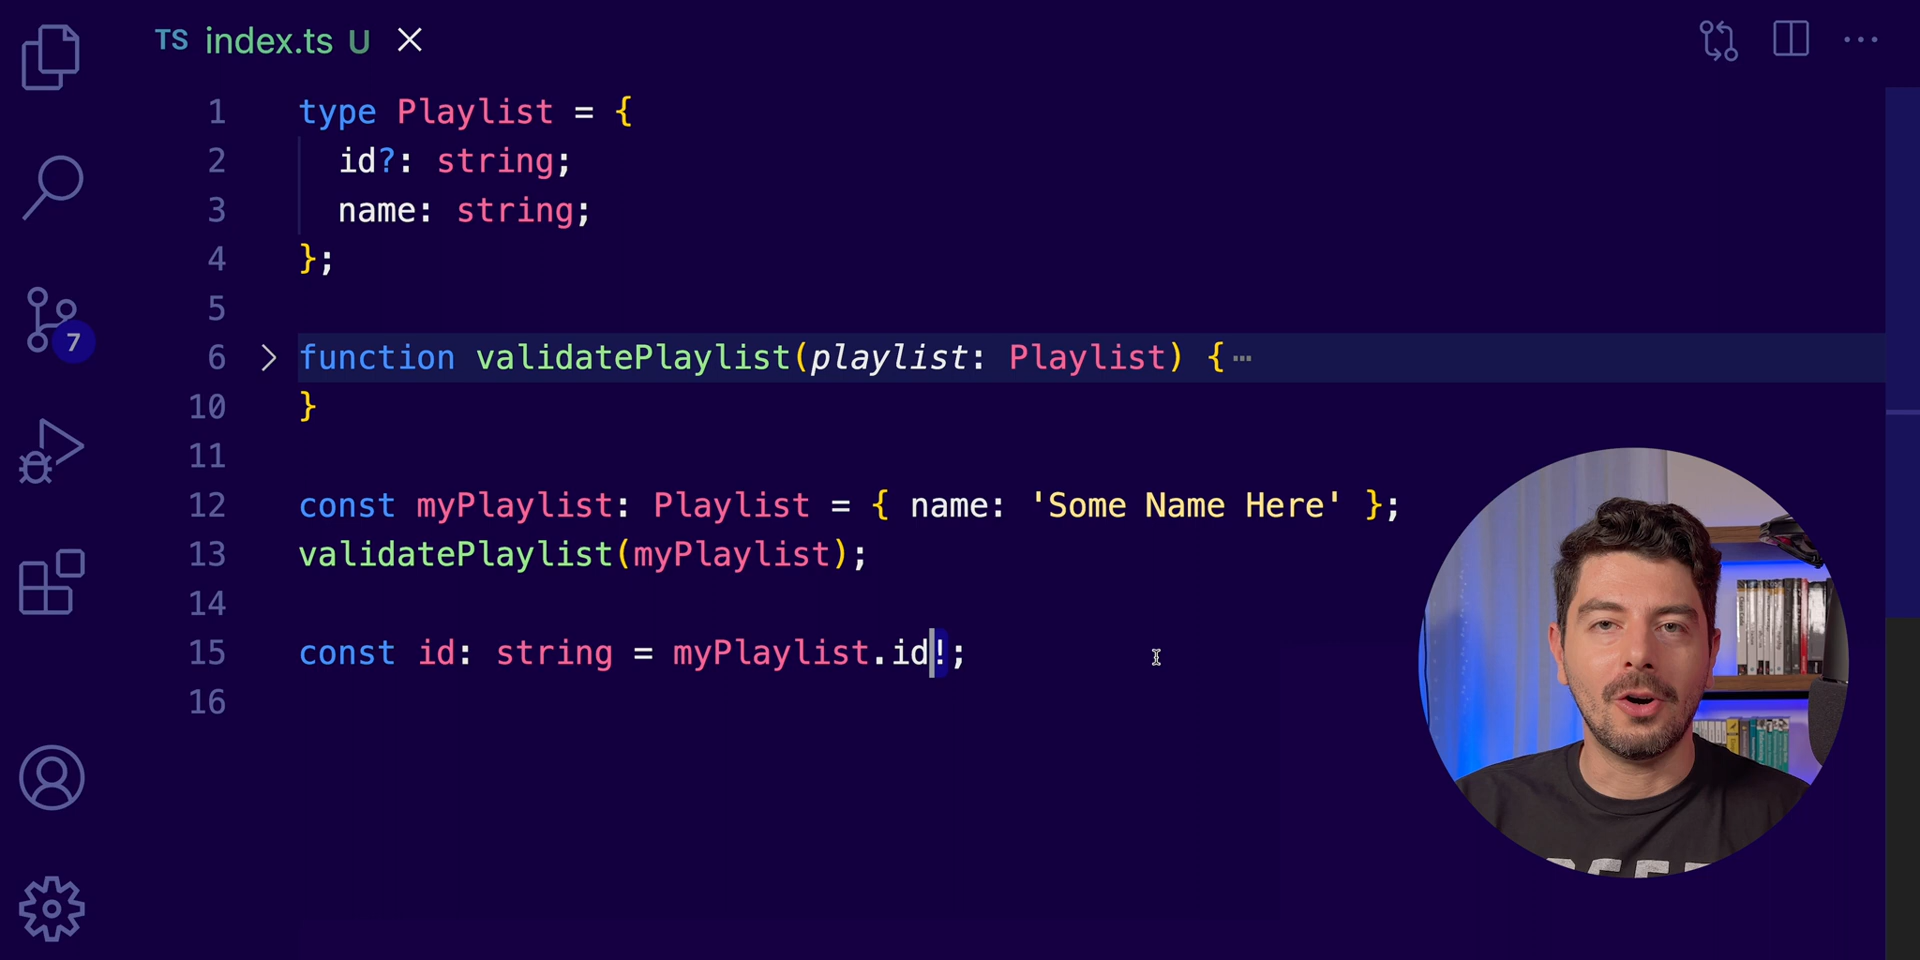 TS index.ts U
1 type Playlist = {
2 id?: string;
3 name: string;
4 };
5
6 function validatePlaylist(playlist: Playlist) {…
10 }
11
12 const myPlaylist: Playlist = { name: 'Some Name Here' };
13 validatePlaylist(myPlaylist);
14
15 const id: string = myPlaylist.id!;
16
7